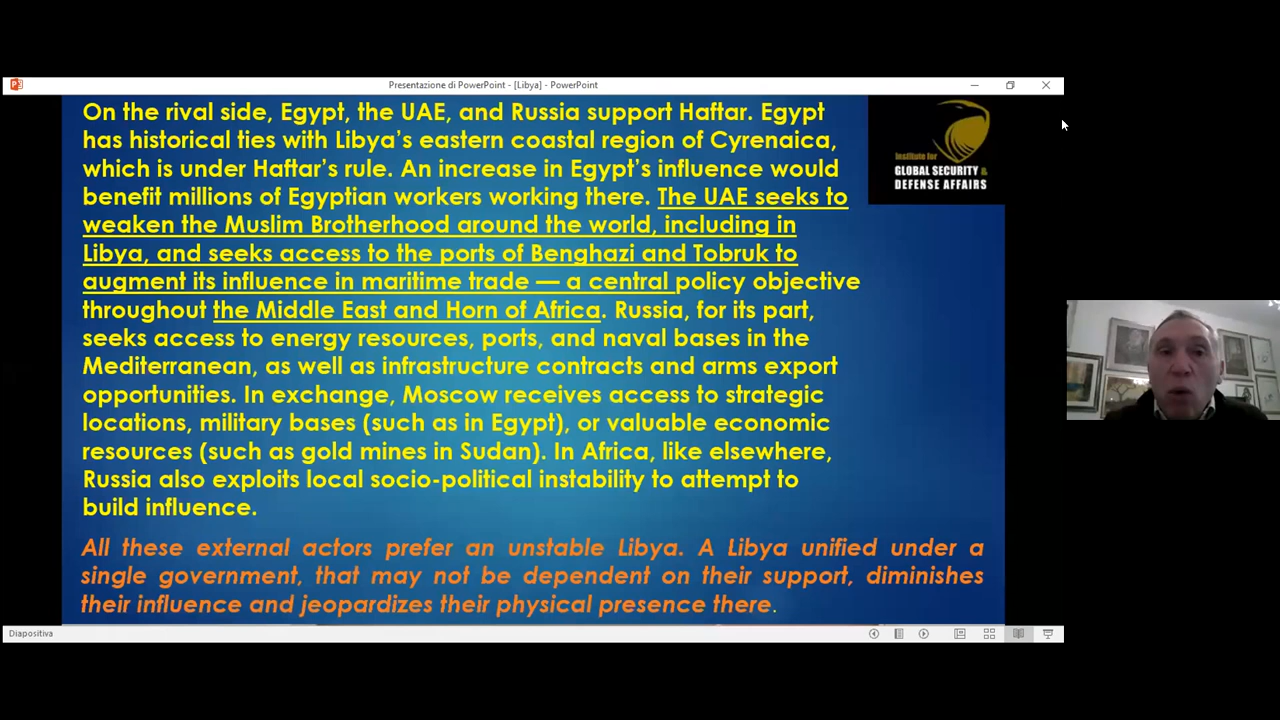 Presentazione di PowerPoint - [Libya] - PowerPoint
On the rival side, Egypt, the UAE, and Russia support Haftar. Egypt
has historical ties with Libya’s eastern coastal region of Cyrenaica,
which is under Haftar’s rule. An increase in Egypt’s influence would
benefit millions of Egyptian workers working there. The UAE seeks to
weaken the Muslim Brotherhood around the world, including in
Libya, and seeks access to the ports of Benghazi and Tobruk to
augment its influence in maritime trade — a central policy objective
throughout the Middle East and Horn of Africa. Russia, for its part,
seeks access to energy resources, ports, and naval bases in the
Mediterranean, as well as infrastructure contracts and arms export
opportunities. In exchange, Moscow receives access to strategic
locations, military bases (such as in Egypt), or valuable economic
resources (such as gold mines in Sudan). In Africa, like elsewhere,
Russia also exploits local socio-political instability to attempt to
build influence.
Institute for
GLOBAL SECURITY &
DEFENSE AFFAIRS
All these external actors prefer an unstable Libya. A Libya unified under a
single government, that may not be dependent on their support, diminishes
their influence and jeopardizes their physical presence there.
Diapositiva